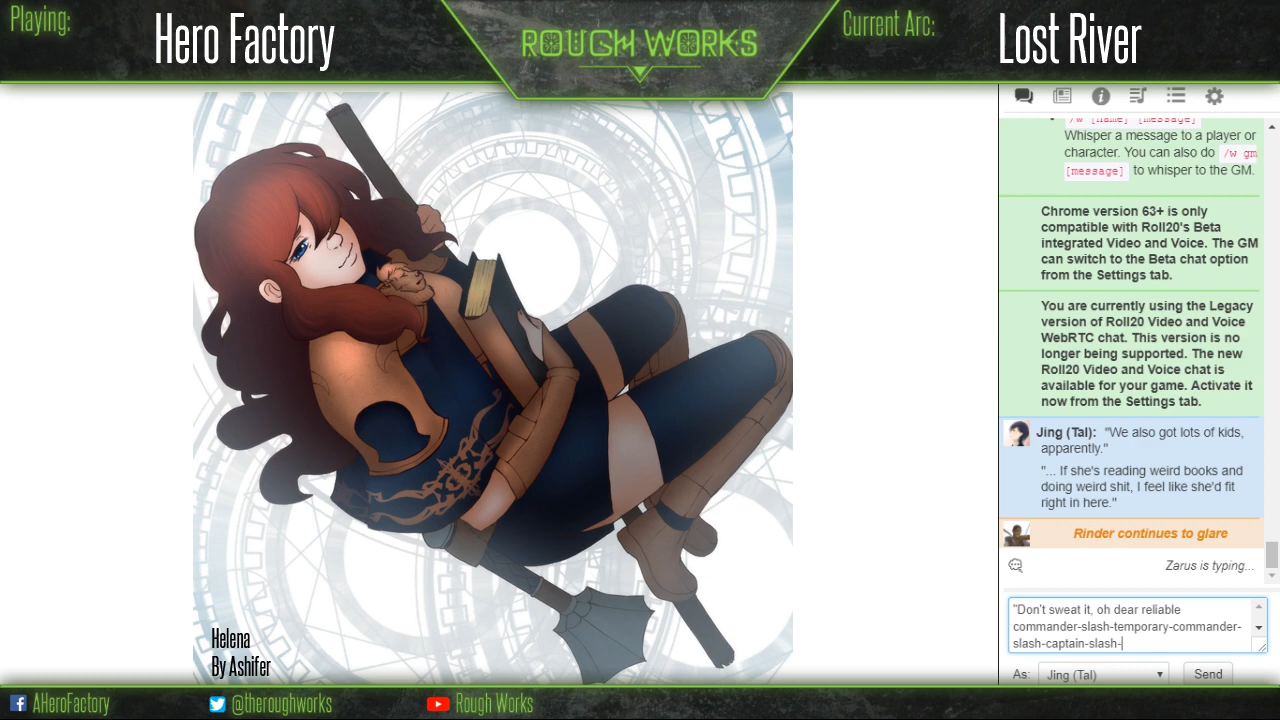 Playing:
Hero Factory
ROUGH WORKS
Current Arc:
Lost River
/w [name] [message]
Whisper a message to a player or
character. You can also do /w gm
[message] to whisper to the GM.
Chrome version 63+ is only
compatible with Roll20's Beta
integrated Video and Voice. The GM
can switch to the Beta chat option
from the Settings tab.
You are currently using the Legacy
version of Roll20 Video and Voice
WebRTC chat. This version is no
longer being supported. The new
Roll20 Video and Voice chat is
available for your game. Activate it
now from the Settings tab.
Jing (Tal): "We also got lots of kids,
apparently."
"... If she's reading weird books and
doing weird shit, I feel like she'd fit
right in here."
Rinder continues to glare
Zarus is typing...
"Don't sweat it, oh dear reliable
commander-slash-temporary-commander-
slash-captain-slash-
As: Jing (Tal) Send
Helena
By Ashifer
AHeroFactory
@theroughworks
Rough Works